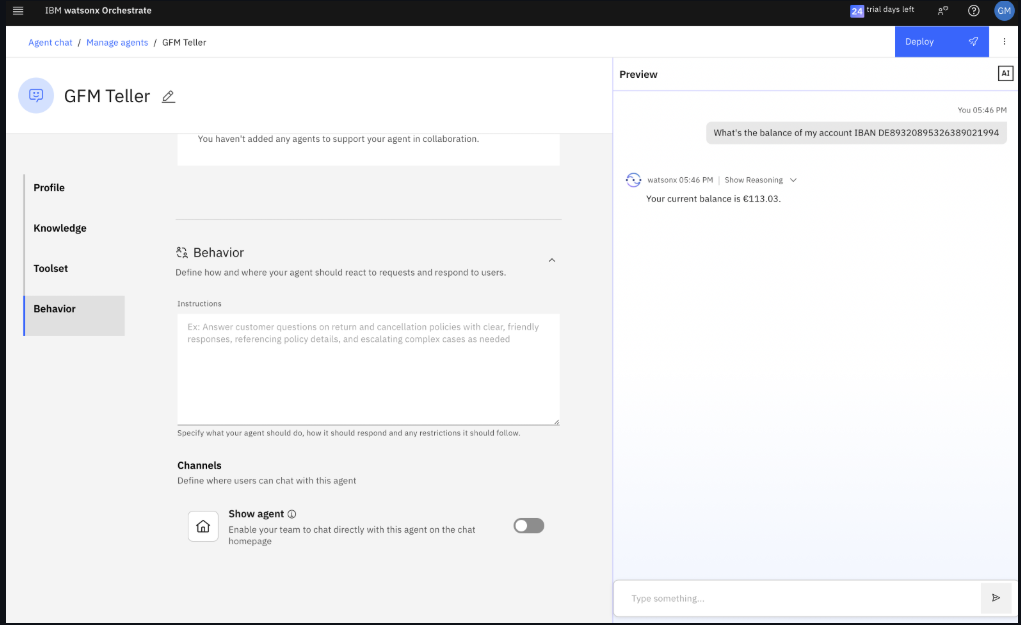 IBM watsonx Orchestrate
24 trial days left
GM
Agent chat / Manage agents / GFM Teller
Deploy
GFM Teller
You haven't added any agents to support your agent in collaboration.
Profile
Knowledge
Toolset
Behavior
Behavior
Define how and where your agent should react to requests and respond to users.
Instructions
Ex: Answer customer questions on return and cancellation policies with clear, friendly
responses, referencing policy details, and escalating complex cases as needed
Specify what your agent should do, how it should respond and any restrictions it should follow.
Channels
Define where users can chat with this agent
Show agent
Enable your team to chat directly with this agent on the chat
homepage
Preview
AI
You 05:46 PM
What's the balance of my account IBAN DE89320895326389021994
watsonx 05:46 PM | Show Reasoning
Your current balance is €113.03.
Type something...